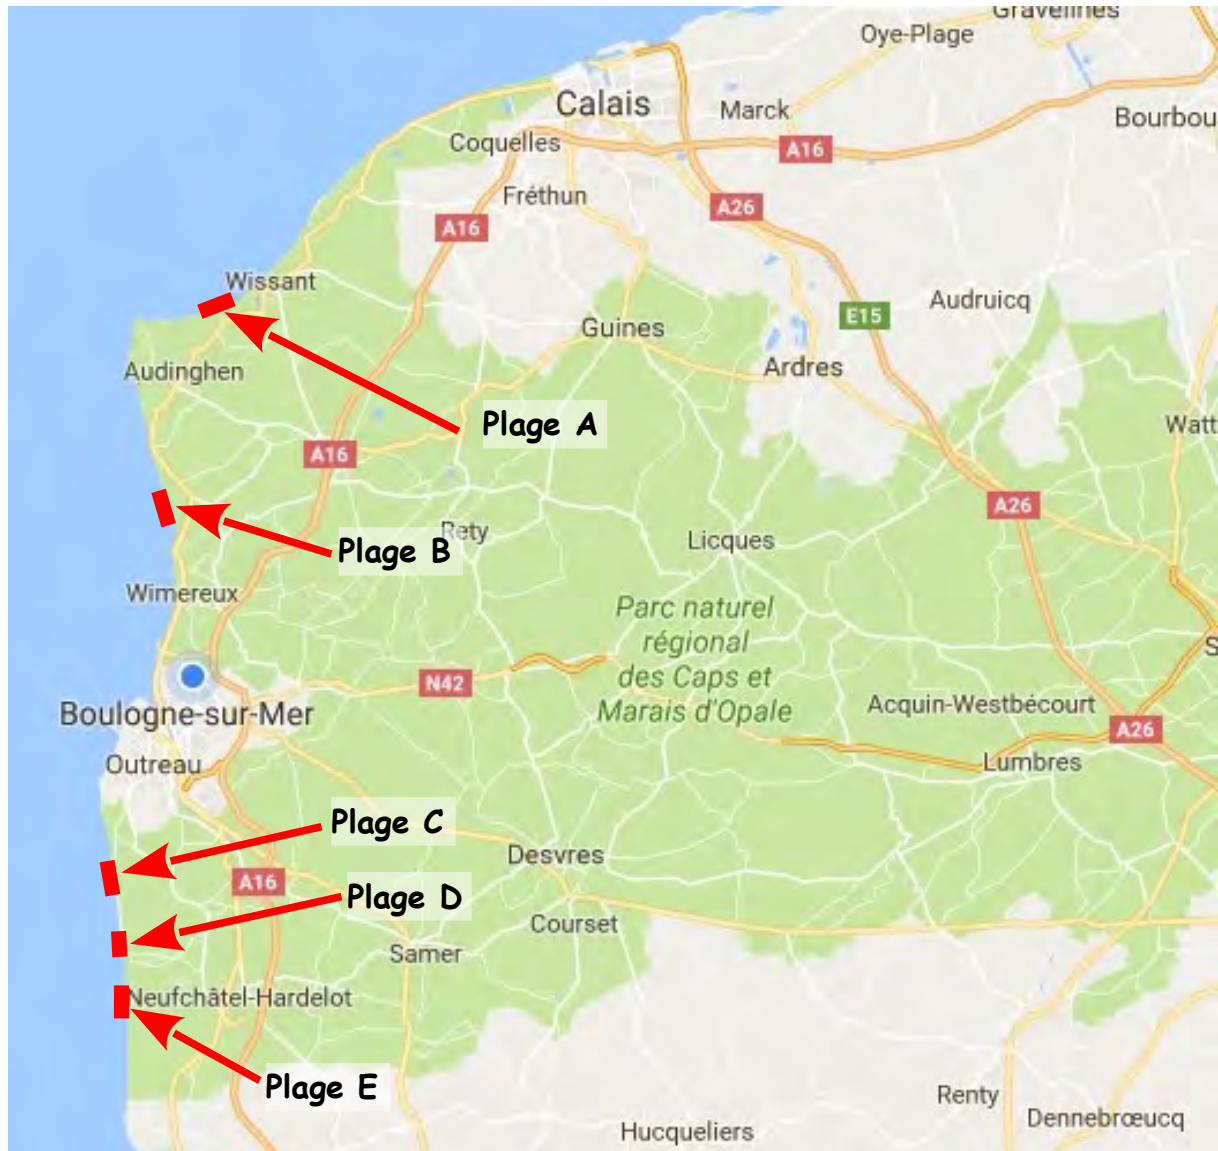 Gravelines
Oye-Plage
Calais
Marck
Bourbou
Coquelles
A16
Fréthun
A26
A16
Wissant
Audruicq
E15
Guines
Ardres
Audinghen
Plage A
Watt
A16
A26
Rety
Licques
Plage B
Wimereux
Parc naturel
régional
des Caps et
Marais d'Opale
S
N42
Acquin-Westbécourt
Boulogne-sur-Mer
A26
Outreau
Lumbres
Plage C
Desvres
A16
Plage D
Courset
Samer
Neufchâtel-Hardelot
Plage E
Renty
Dennebrœucq
Hucqueliers